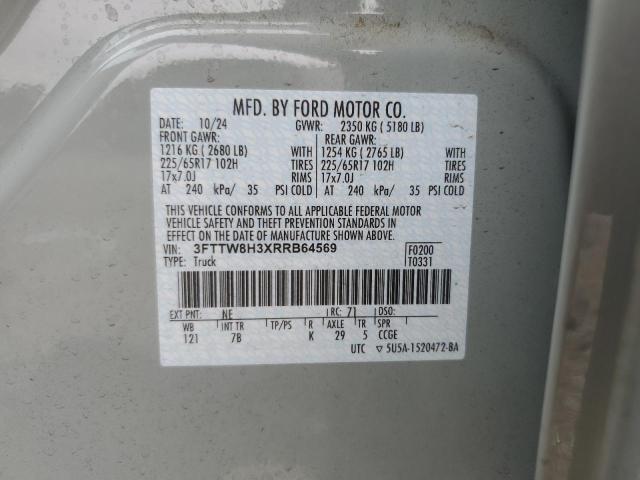 MFD. BY FORD MOTOR CO.
DATE: 10/24 GVWR: 2350 KG ( 5180 LB)
FRONT GAWR: REAR GAWR:
1216 KG ( 2680 LB) WITH 1254 KG ( 2765 LB) WITH
225/65R17 102H TIRES 225/65R17 102H TIRES
17x7.0J RIMS 17x7.0J RIMS
AT 240 kPa/ 35 PSI COLD AT 240 kPa/ 35 PSI COLD
THIS VEHICLE CONFORMS TO ALL APPLICABLE FEDERAL MOTOR
VEHICLE SAFETY AND THEFT PREVENTION STANDARDS IN
EFFECT ON THE DATE OF MANUFACTURE SHOWN ABOVE.
VIN: 3FTTW8H3XRRB64569 F0200
TYPE: Truck T0331
EXT PNT: NE RC: 71 DSO:
WB INT TR TP/PS R AXLE TR SPR
121 7B K 29 5 CCGE
UTC ▽ 5U5A-1520472-BA